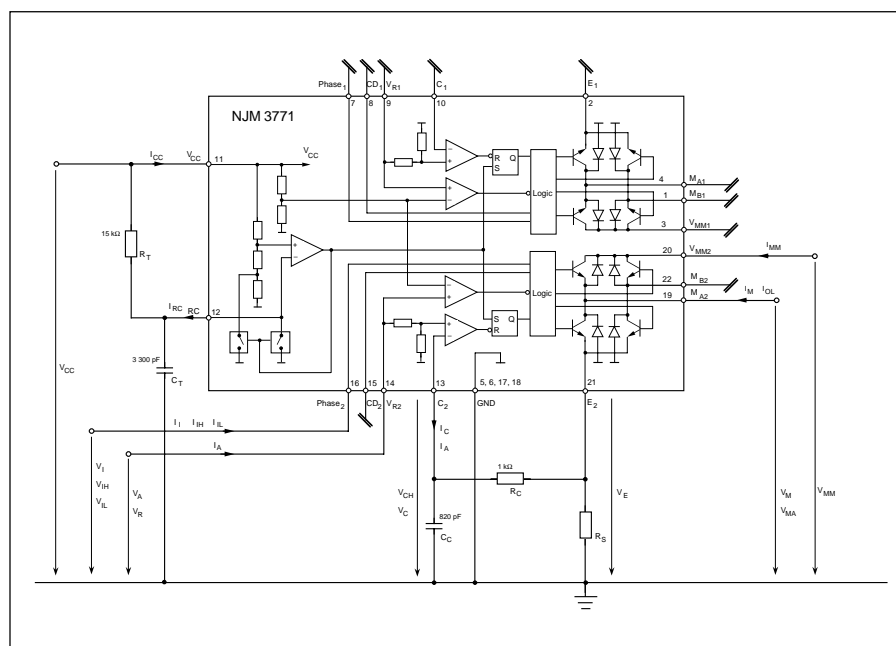 Phase1 CD1 VR1 C1 E1
7 8 9 10 2
NJM 3771
ICC VCC 11 VCC
R Q
S
Logic
4 MA1
1 MB1
3 VMM1
15 kΩ
RT
20 VMM2 IMM
22 MB2
IM IOL
19 MA2
Logic
S Q
R
IRC RC
12
3 300 pF
CT
VCC
16 15 14 13 5, 6, 17, 18 21
Phase2 CD2 VR2 C2 GND E2
II IIH IIL
IA
IC
IA
VI
VIH
VIL
VA
VR
VCH
VC
1 kΩ
RC
820 pF
CC
RS
VE
VM
VMA
VMM